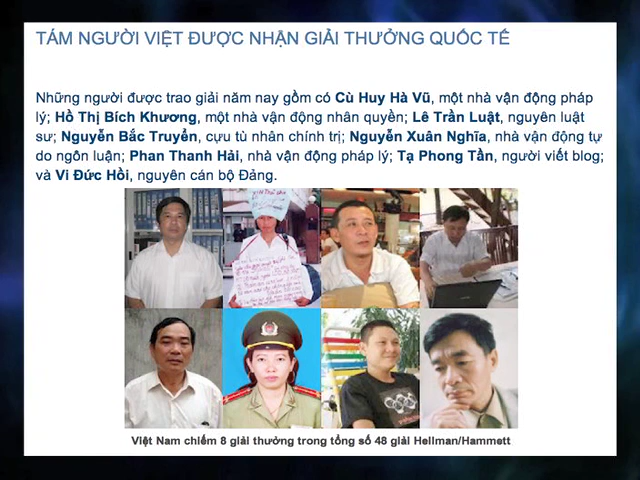 TÁM NGƯỜI VIỆT ĐƯỢC NHẬN GIẢI THƯỞNG QUỐC TẾ
Những người được trao giải năm nay gồm có Cù Huy Hà Vũ, một nhà vận động pháp
lý; Hồ Thị Bích Khương, một nhà vận động nhân quyền; Lê Trần Luật, nguyên luật
sư; Nguyễn Bắc Truyển, cựu tù nhân chính trị; Nguyễn Xuân Nghĩa, nhà vận động tự
do ngôn luận; Phan Thanh Hải, nhà vận động pháp lý; Tạ Phong Tần, người viết blog;
và Vi Đức Hồi, nguyên cán bộ Đảng.
Việt Nam chiếm 8 giải thưởng trong tổng số 48 giải Hellman/Hammett